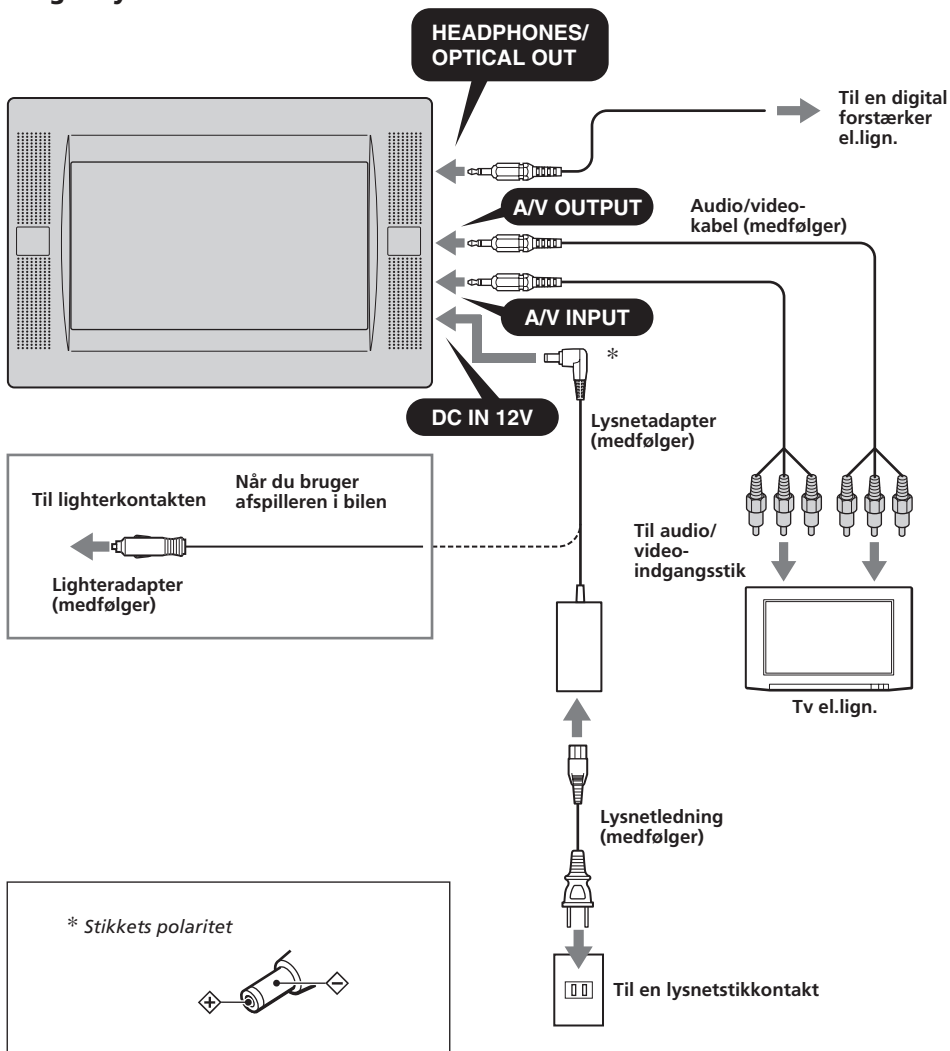 HEADPHONES/
OPTICAL OUT
Til en digital
forstærker
el.lign.
A/V OUTPUT
Audio/video-
kabel (medfølger)
A/V INPUT
*
DC IN 12V
Lysnetadapter
(medfølger)
Når du bruger
afspilleren i bilen
Til lighterkontakten
Lighteradapter
(medfølger)
Til audio/
video-
indgangsstik
Tv el.lign.
Lysnetledning
(medfølger)
* Stikkets polaritet
+
-
Til en lysnetstikkontakt